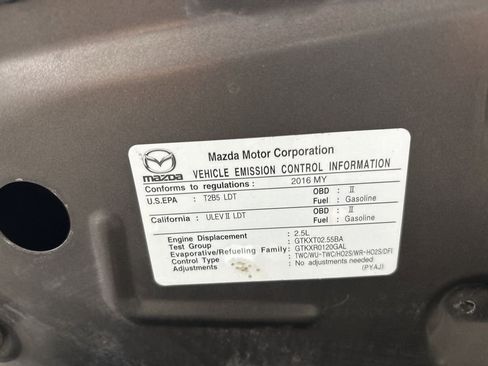 Mazda Motor Corporation
mazda
VEHICLE EMISSION CONTROL INFORMATION
Conforms to regulations : 2016 MY
U.S.EPA : T2B5 LDT OBD : II
Fuel : Gasoline
California : ULEV II LDT OBD : II
Fuel : Gasoline
Engine Displacement : 2.5L
Test Group : GTKXT02.55BA
Evaporative/Refueling Family: GTKXR0120GAL
Control Type : TWC/WU-TWC/HO2S/WR-HO2S/DFI
Adjustments : No adjustments needed
(PYAJ)